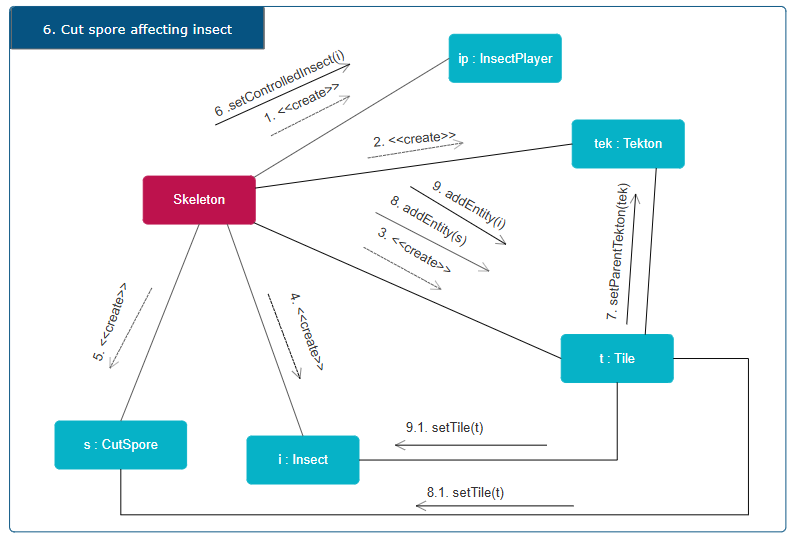 6. Cut spore affecting insect
ip : InsectPlayer
6 .setControlledInsect(i)
1. <<create>>
2. <<create>>
tek : Tekton
Skeleton
9. addEntity(i)
8. addEntity(s)
3. <<create>>
7. setParentTekton(tek)
5. <<create>>
4. <<create>>
t : Tile
9.1. setTile(t)
s : CutSpore
i : Insect
8.1. setTile(t)